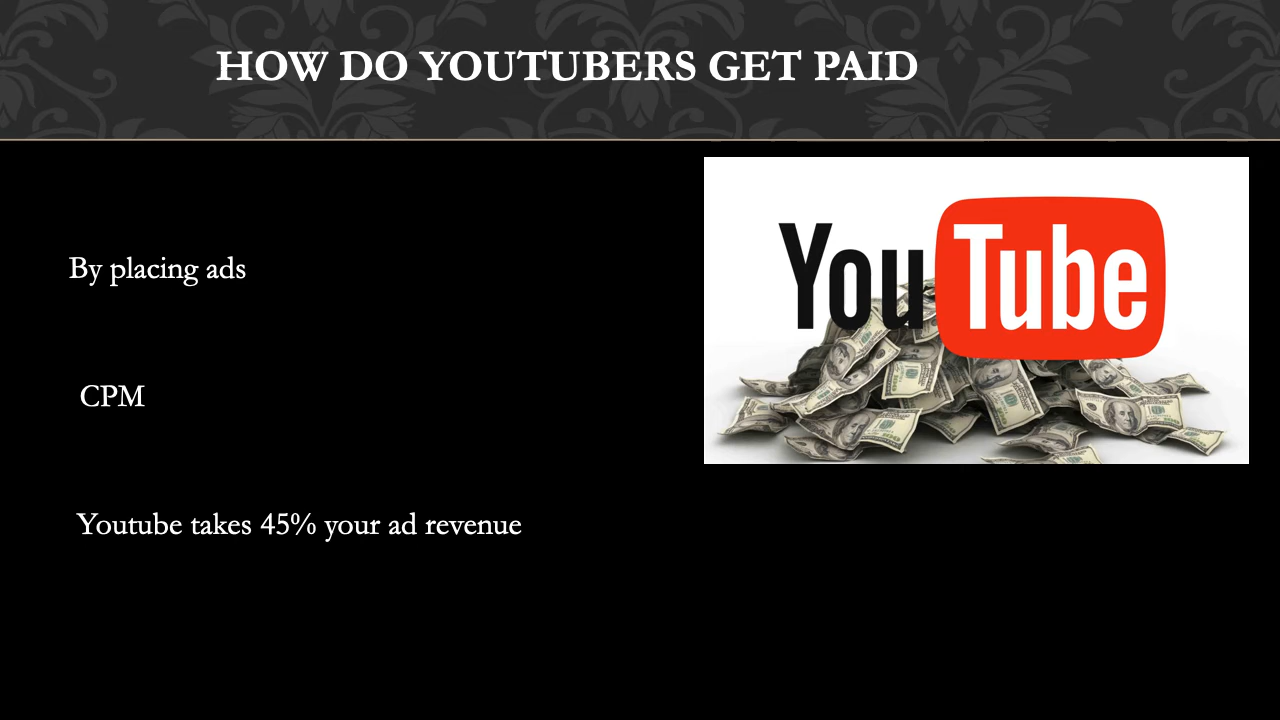 HOW DO YOUTUBERS GET PAID
By placing ads
YouTube
CPM
Youtube takes 45% your ad revenue